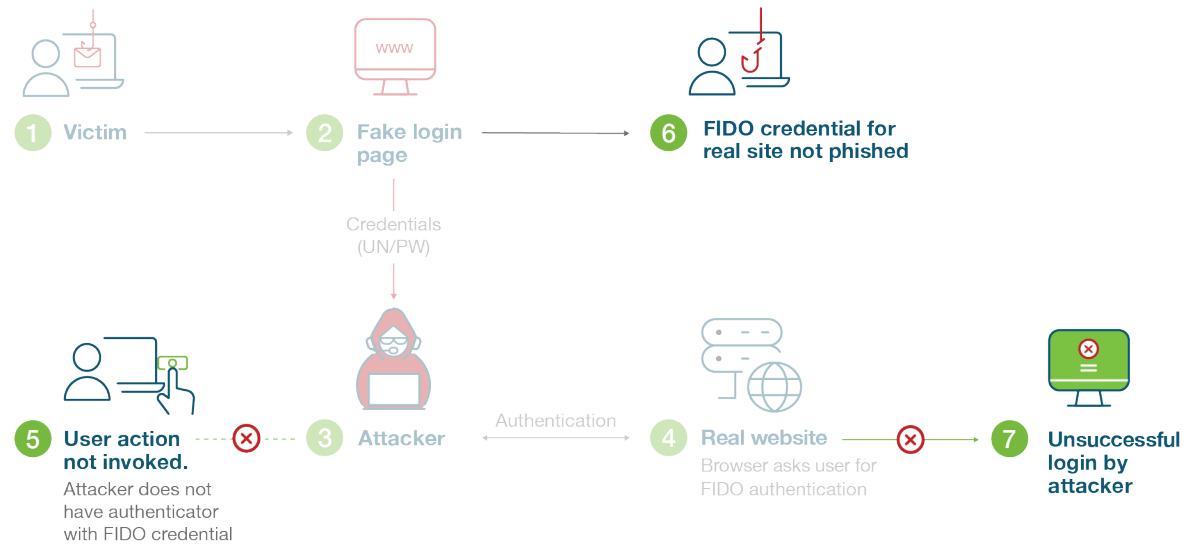 www
1 Victim
2 Fake login
page
6 FIDO credential for
real site not phished
Credentials
(UN/PW)
5 User action
not invoked.
Attacker does not
have authenticator
with FIDO credential
3 Attacker
Authentication
4 Real website
Browser asks user for
FIDO authentication
7 Unsuccessful
login by
attacker